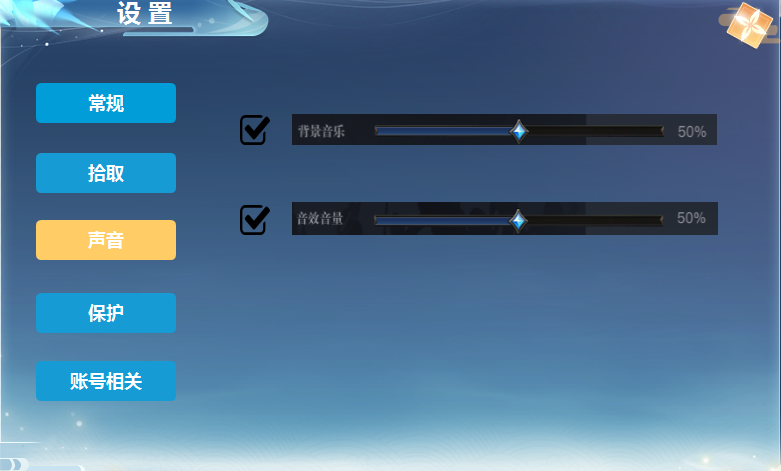 设置
常规
拾取
声音
保护
账号相关
背景音乐 50%
音效音量 50%